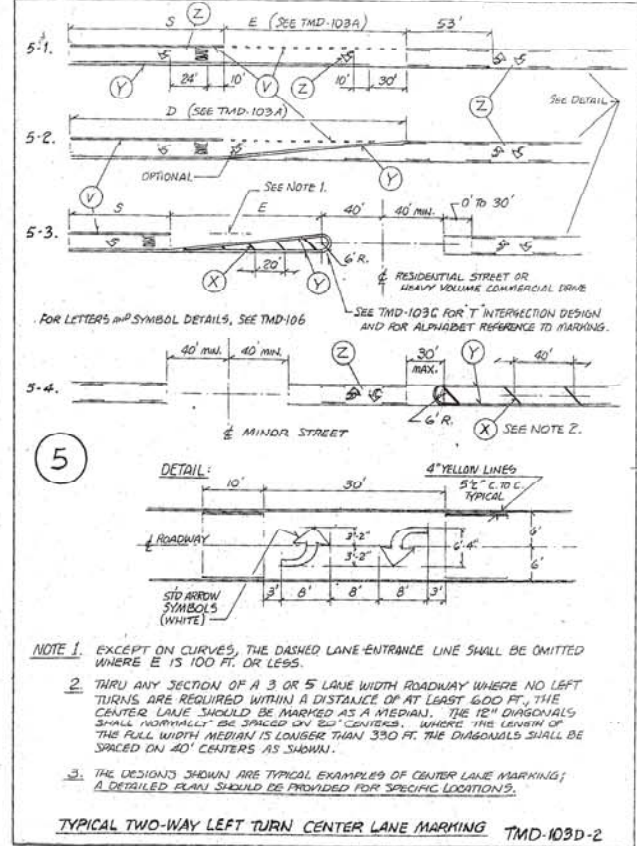 S Z E (SEE TMD-103A) 53'
5-1.
Y 24' 10' V Z 10' 30' Z
SEE DETAIL
D (SEE TMD-103A)
5-2.
V OPTIONAL Y
SEE NOTE 1.
S E 40' 40' MIN. 0' TO 30'
5-3.
X 20' Y 6' R.
℄ RESIDENTIAL STREET OR
HEAVY VOLUME COMMERCIAL DRIVE
SEE TMD-103C FOR 'T' INTERSECTION DESIGN
AND FOR ALPHABET REFERENCE TO MARKING.
FOR LETTERS AND SYMBOL DETAILS, SEE TMD-106
40' MIN. 40' MIN. Z 30' MAX. Y 40'
5-4.
6' R.
X SEE NOTE 2.
℄ MINOR STREET
5
DETAIL:
4" YELLOW LINES
C. TO C.
TYPICAL
10' 30'
℄ ROADWAY
3'-2"
3'-2"
6'-4"
6'
6'
STD ARROW
SYMBOLS
(WHITE)
3' 8' 8' 8' 3'
NOTE 1. EXCEPT ON CURVES, THE DASHED LANE-ENTRANCE LINE SHALL BE OMITTED
WHERE E IS 100 FT. OR LESS.
2. THRU ANY SECTION OF A 3 OR 5 LANE WIDTH ROADWAY WHERE NO LEFT
TURNS ARE REQUIRED WITHIN A DISTANCE OF AT LEAST 600 FT., THE
CENTER LANE SHOULD BE MARKED AS A MEDIAN. THE 12" DIAGONALS
SHALL NORMALLY BE SPACED ON 20' CENTERS. WHERE THE LENGTH OF
THE FULL WIDTH MEDIAN IS LONGER THAN 330 FT. THE DIAGONALS SHALL BE
SPACED ON 40' CENTERS AS SHOWN.
3. THE DESIGNS SHOWN ARE TYPICAL EXAMPLES OF CENTER LANE MARKING;
A DETAILED PLAN SHOULD BE PROVIDED FOR SPECIFIC LOCATIONS.
TYPICAL TWO-WAY LEFT TURN CENTER LANE MARKING TMD-103D-2